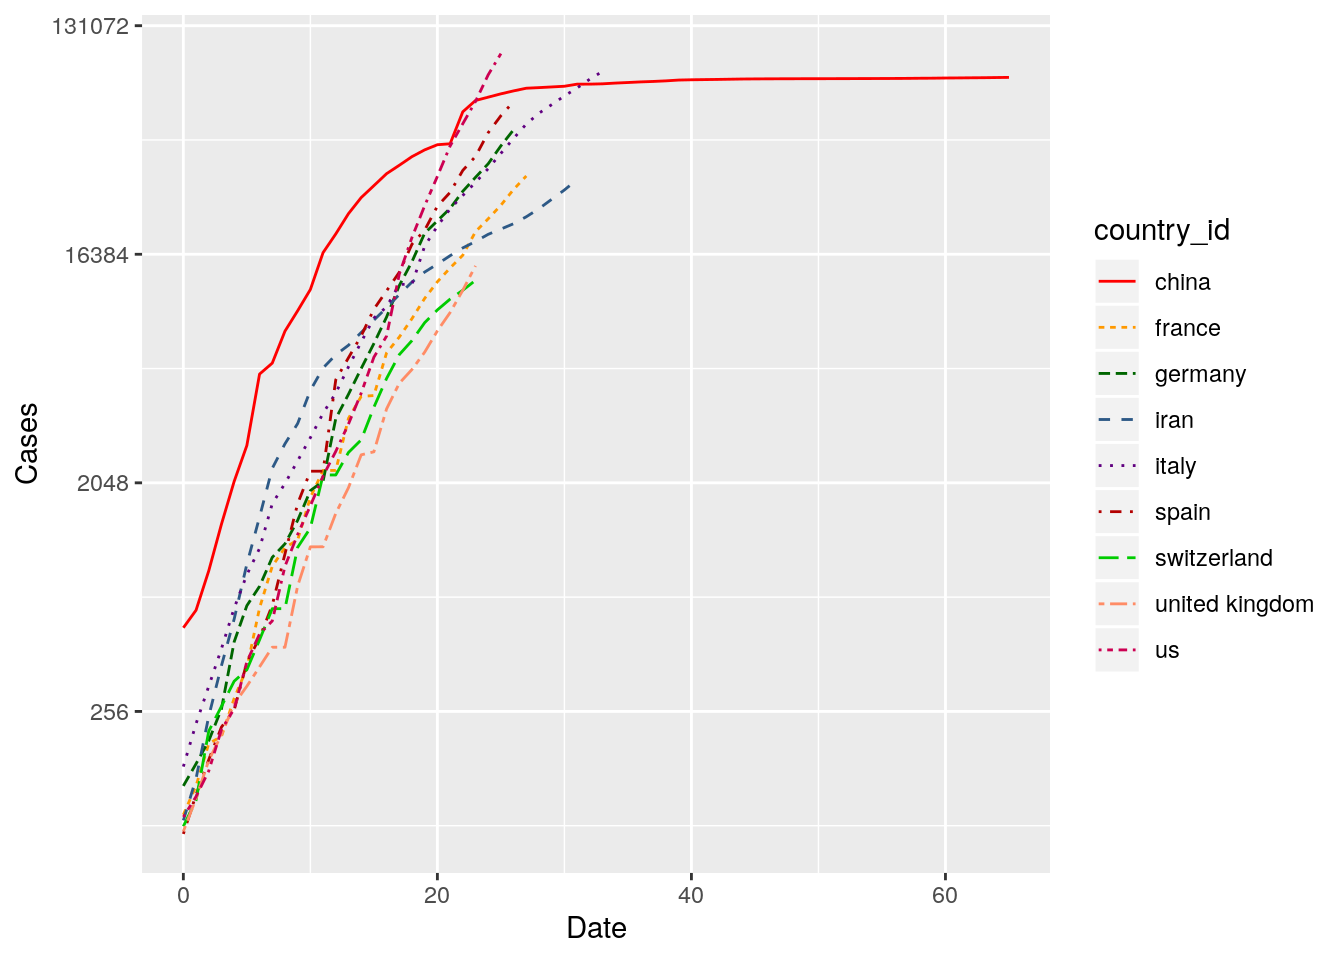 131072
16384
2048
256
Cases
0 20 40 60
Date
country_id
china
france
germany
iran
italy
spain
switzerland
united kingdom
us